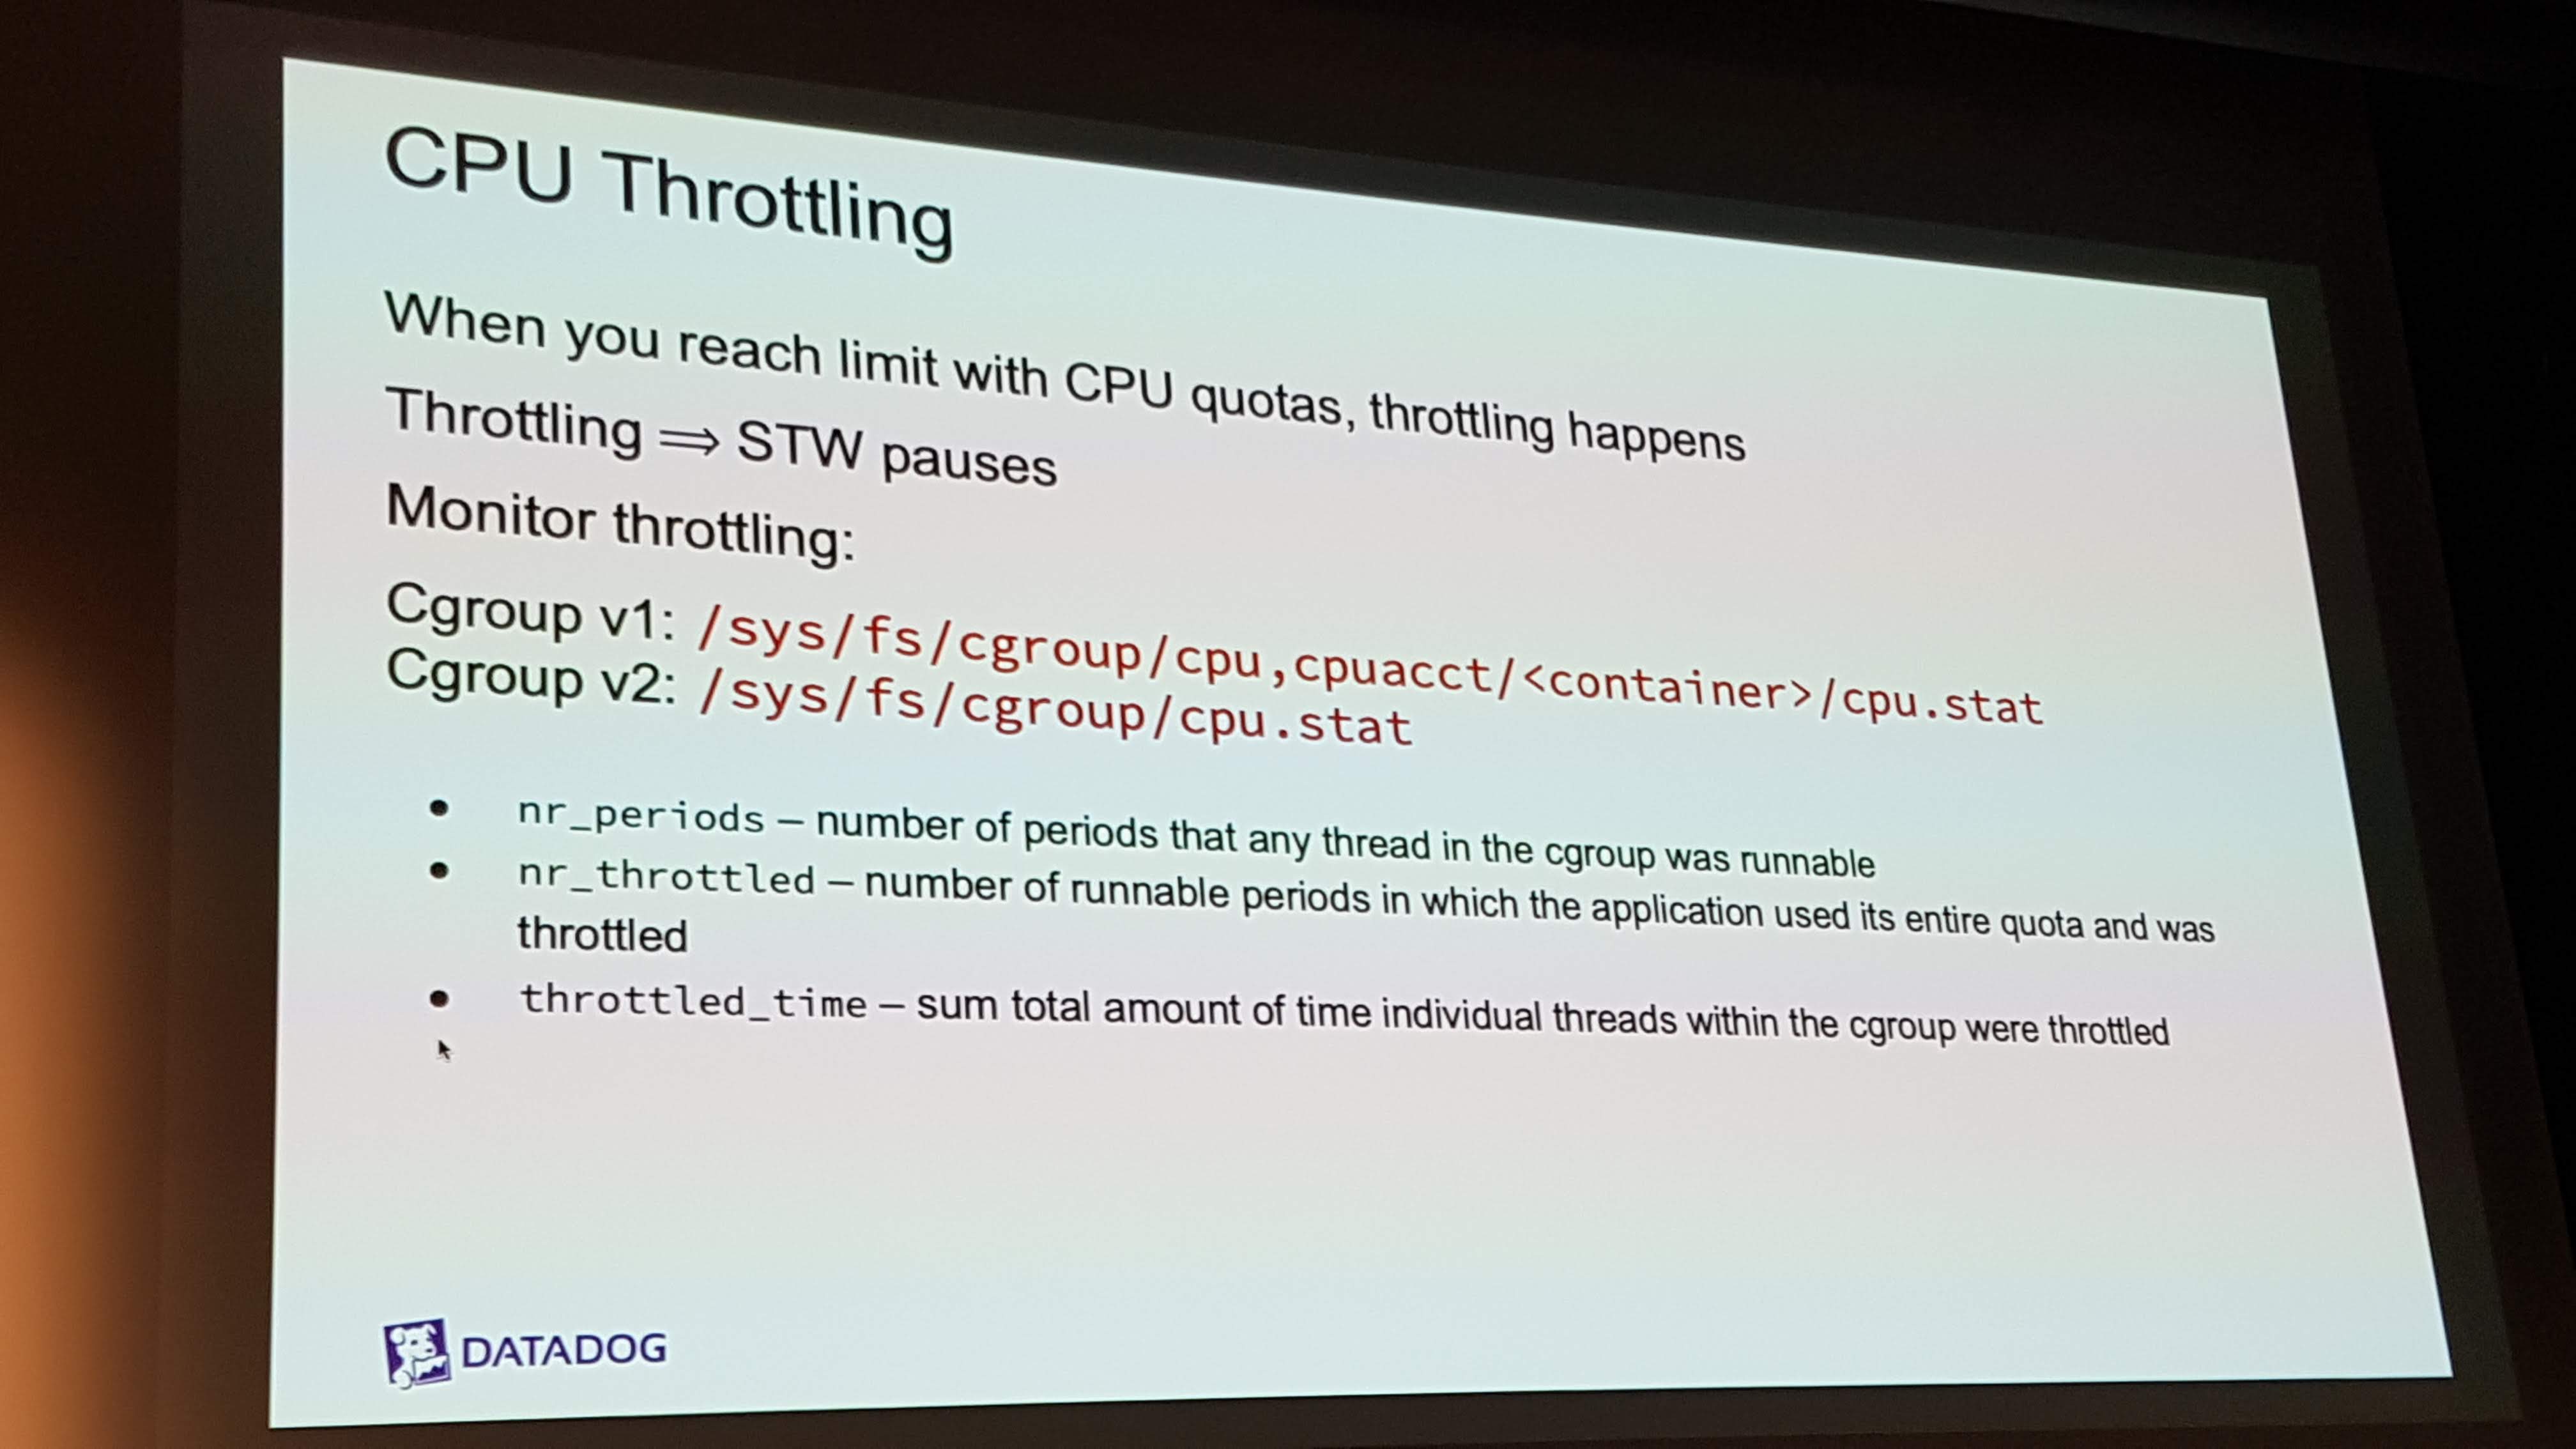 CPU Throttling
When you reach limit with CPU quotas, throttling happens
Throttling ⟹ STW pauses
Monitor throttling:
Cgroup v1: /sys/fs/cgroup/cpu,cpuacct/<container>/cpu.stat
Cgroup v2: /sys/fs/cgroup/cpu.stat
● nr_periods – number of periods that any thread in the cgroup was runnable
● nr_throttled – number of runnable periods in which the application used its entire quota and was
throttled
● throttled_time – sum total amount of time individual threads within the cgroup were throttled
DATADOG